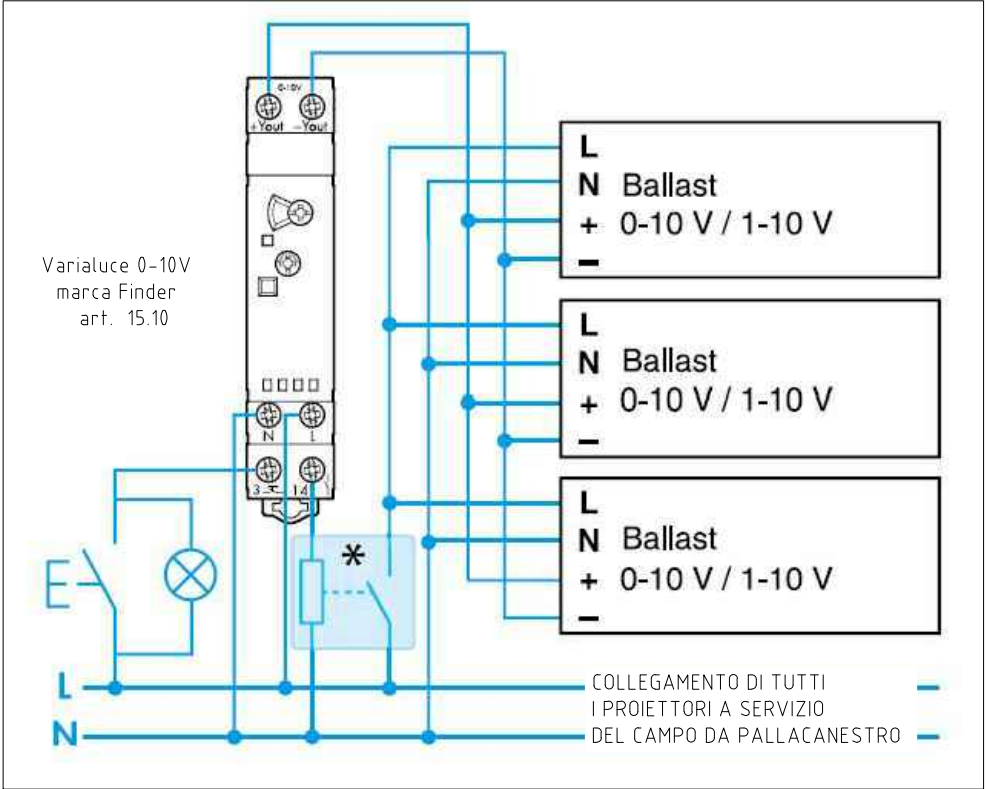 0-10V
+Yout -Yout
L
N Ballast
+ 0-10 V / 1-10 V
–
Varialuce 0-10V
marca Finder
art. 15.10
L
N Ballast
+ 0-10 V / 1-10 V
–
N L
3 14
L
N Ballast
+ 0-10 V / 1-10 V
–
*
L
N
COLLEGAMENTO DI TUTTI
I PROIETTORI A SERVIZIO
DEL CAMPO DA PALLACANESTRO